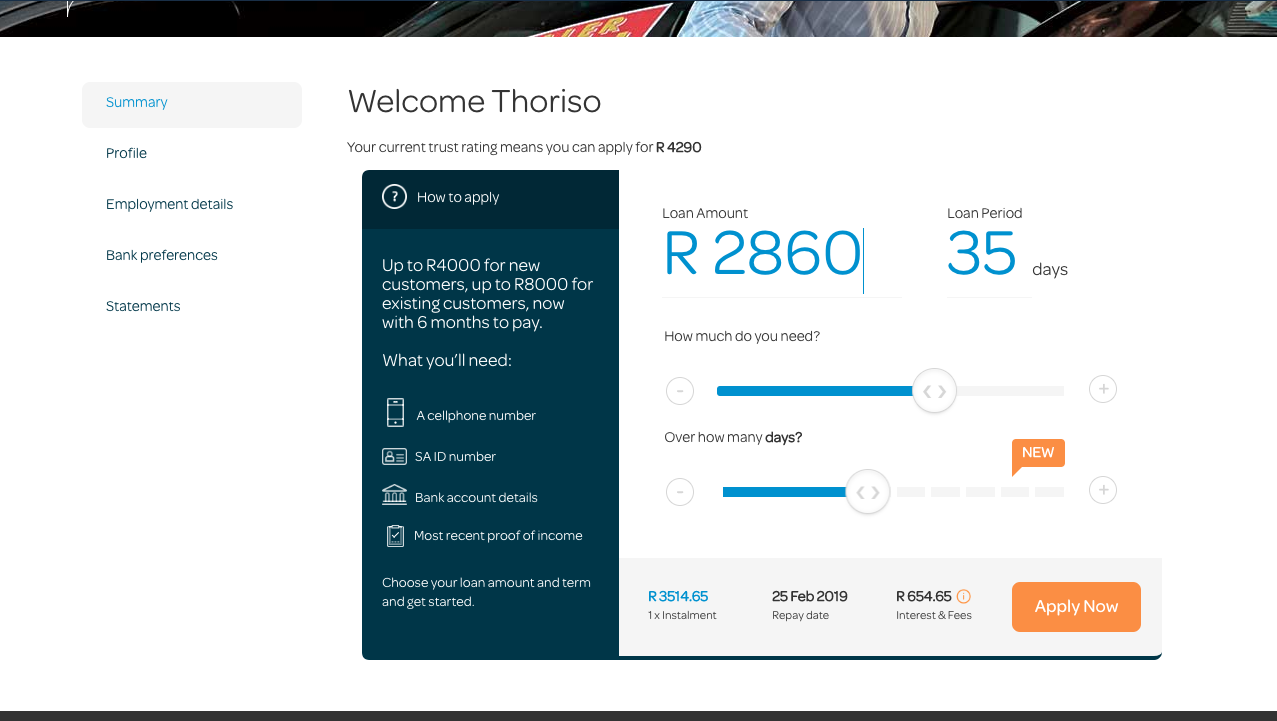 Summary
Profile
Employment details
Bank preferences
Statements
Welcome Thoriso
Your current trust rating means you can apply for R 4290
? How to apply
Up to R4000 for new
customers, up to R8000 for
existing customers, now
with 6 months to pay.
What you'll need:
A cellphone number
SA ID number
Bank account details
Most recent proof of income
Choose your loan amount and term
and get started.
Loan Amount
R 2860
Loan Period
35 days
How much do you need?
- +
Over how many days?
NEW
- +
R 3514.65
1 x Instalment
25 Feb 2019
Repay date
R 654.65
Interest & Fees
Apply Now